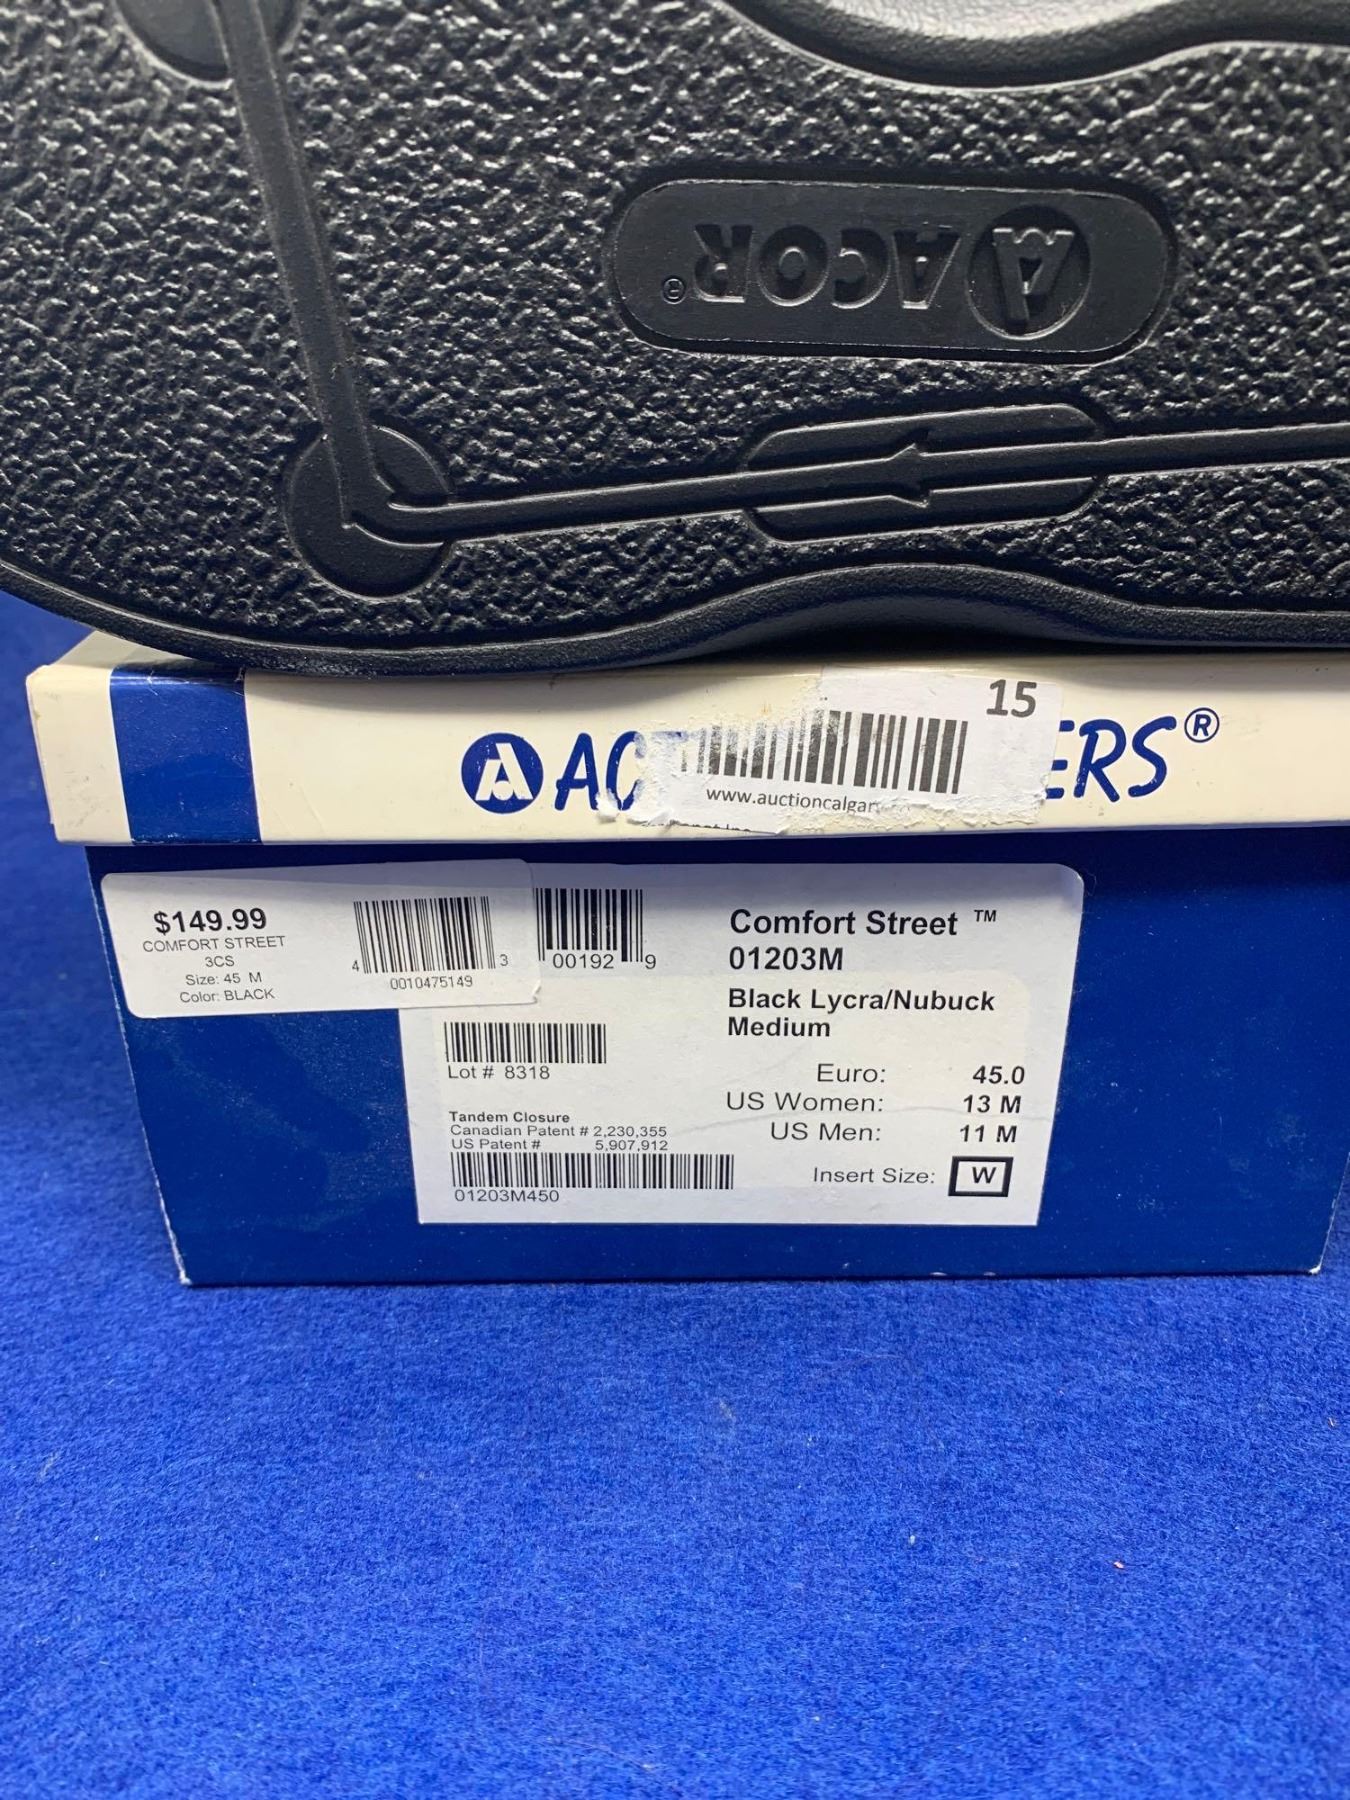 ACOR®
15
ERS®
www.auctioncalgar
$149.99
COMFORT STREET
3CS
Size: 45 M
Color: BLACK
4 3
0010475149
00192 9
Comfort Street ™
01203M
Black Lycra/Nubuck
Medium
Lot # 8318
Euro: 45.0
US Women: 13 M
US Men: 11 M
Tandem Closure
Canadian Patent # 2,230,355
US Patent # 5,907,912
Insert Size: W
01203M450